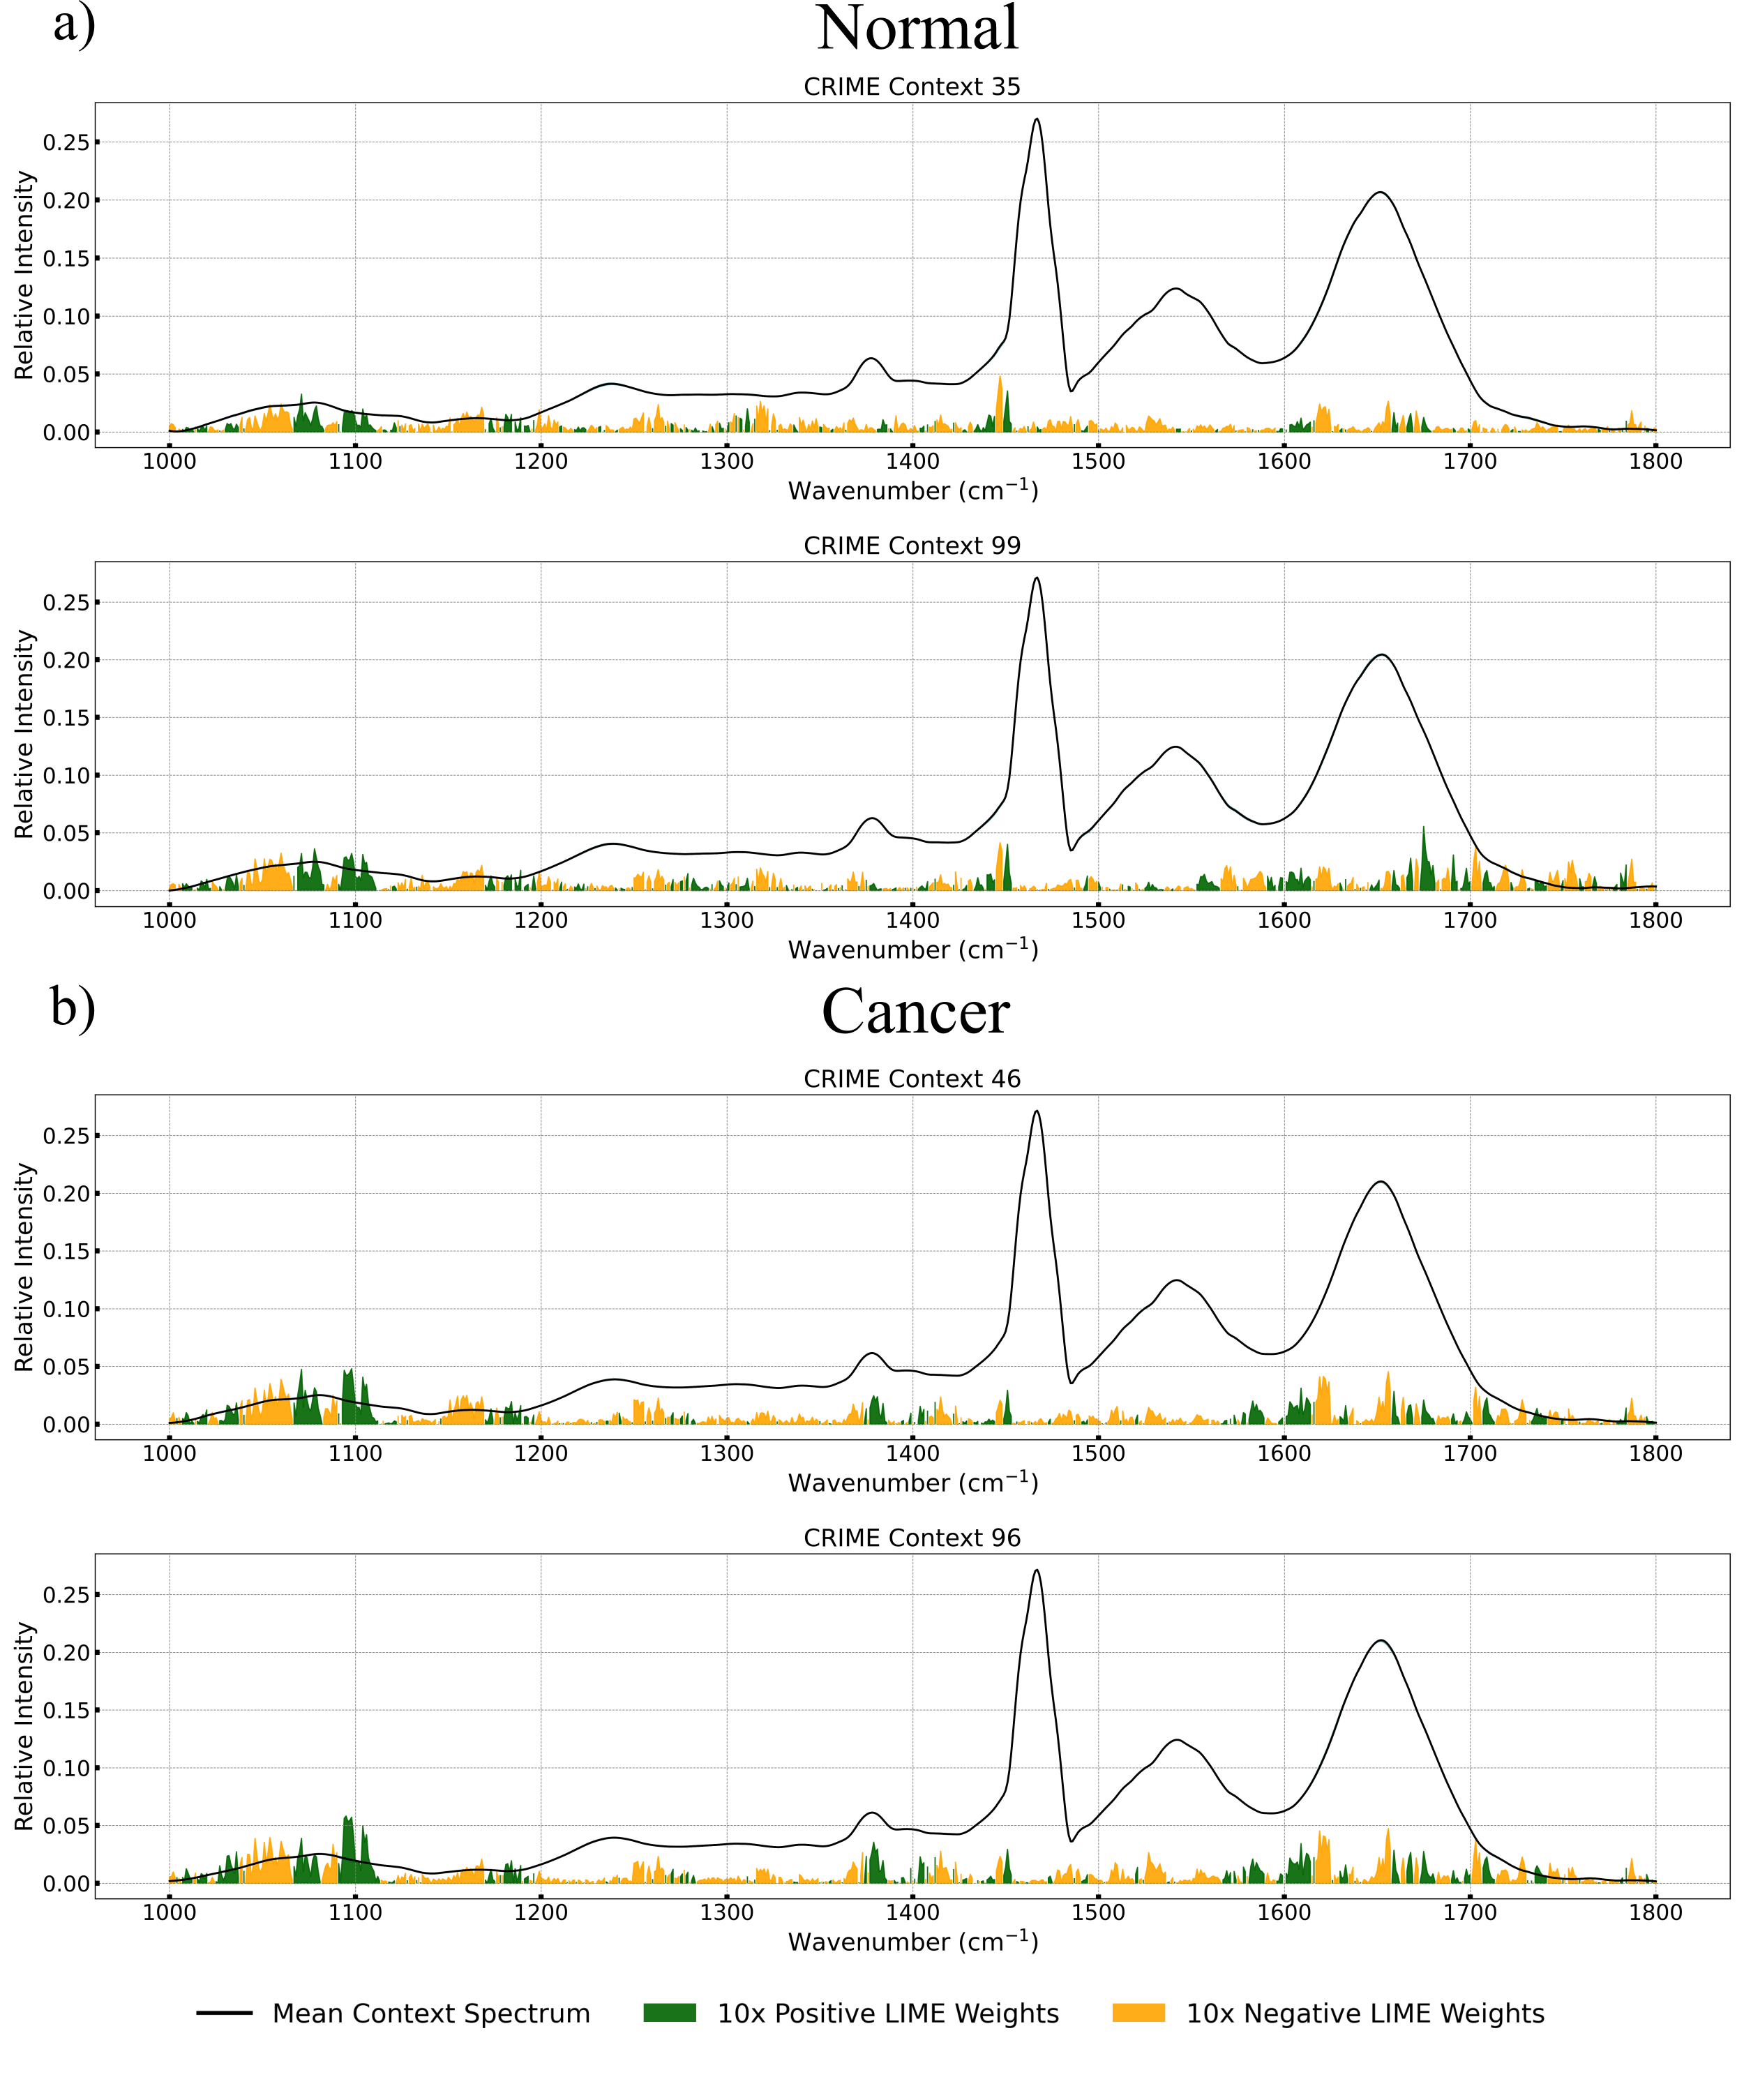 a) Normal
CRIME Context 35
Relative Intensity
0.25
0.20
0.15
0.10
0.05
0.00
1000 1100 1200 1300 1400 1500 1600 1700 1800
Wavenumber (cm⁻¹)
CRIME Context 99
Relative Intensity
0.25
0.20
0.15
0.10
0.05
0.00
1000 1100 1200 1300 1400 1500 1600 1700 1800
Wavenumber (cm⁻¹)
b) Cancer
CRIME Context 46
Relative Intensity
0.25
0.20
0.15
0.10
0.05
0.00
1000 1100 1200 1300 1400 1500 1600 1700 1800
Wavenumber (cm⁻¹)
CRIME Context 96
Relative Intensity
0.25
0.20
0.15
0.10
0.05
0.00
1000 1100 1200 1300 1400 1500 1600 1700 1800
Wavenumber (cm⁻¹)
Mean Context Spectrum 10x Positive LIME Weights 10x Negative LIME Weights